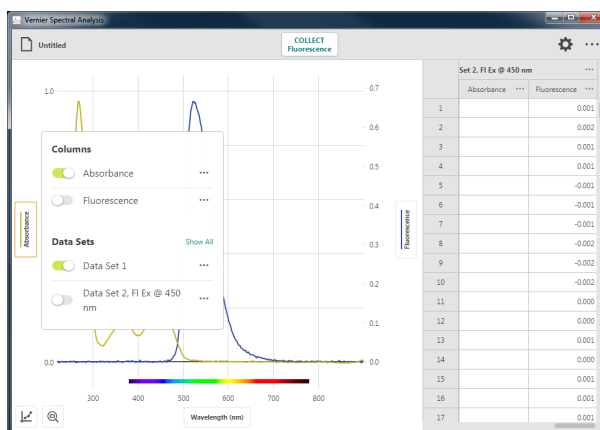 Vernier Spectral Analysis
Untitled
COLLECT
Fluorescence
Set 2, Fl Ex @ 450 nm
Absorbance
Fluorescence
1 0.001
2 0.002
3 0.001
4 0.001
5 -0.001
6 -0.001
7 -0.001
8 -0.002
9 -0.002
10 -0.002
11 0.000
12 0.000
13 0.001
14 0.000
15 0.001
16 0.001
17 0.001
1.0
0.0
Absorbance
Columns
Absorbance
Fluorescence
Data Sets
Show All
Data Set 1
Data Set 2, Fl Ex @ 450
nm
0.7
0.6
0.5
0.4
0.3
0.2
0.1
0.0
Fluorescence
300 400 500 600 700 800
Wavelength (nm)